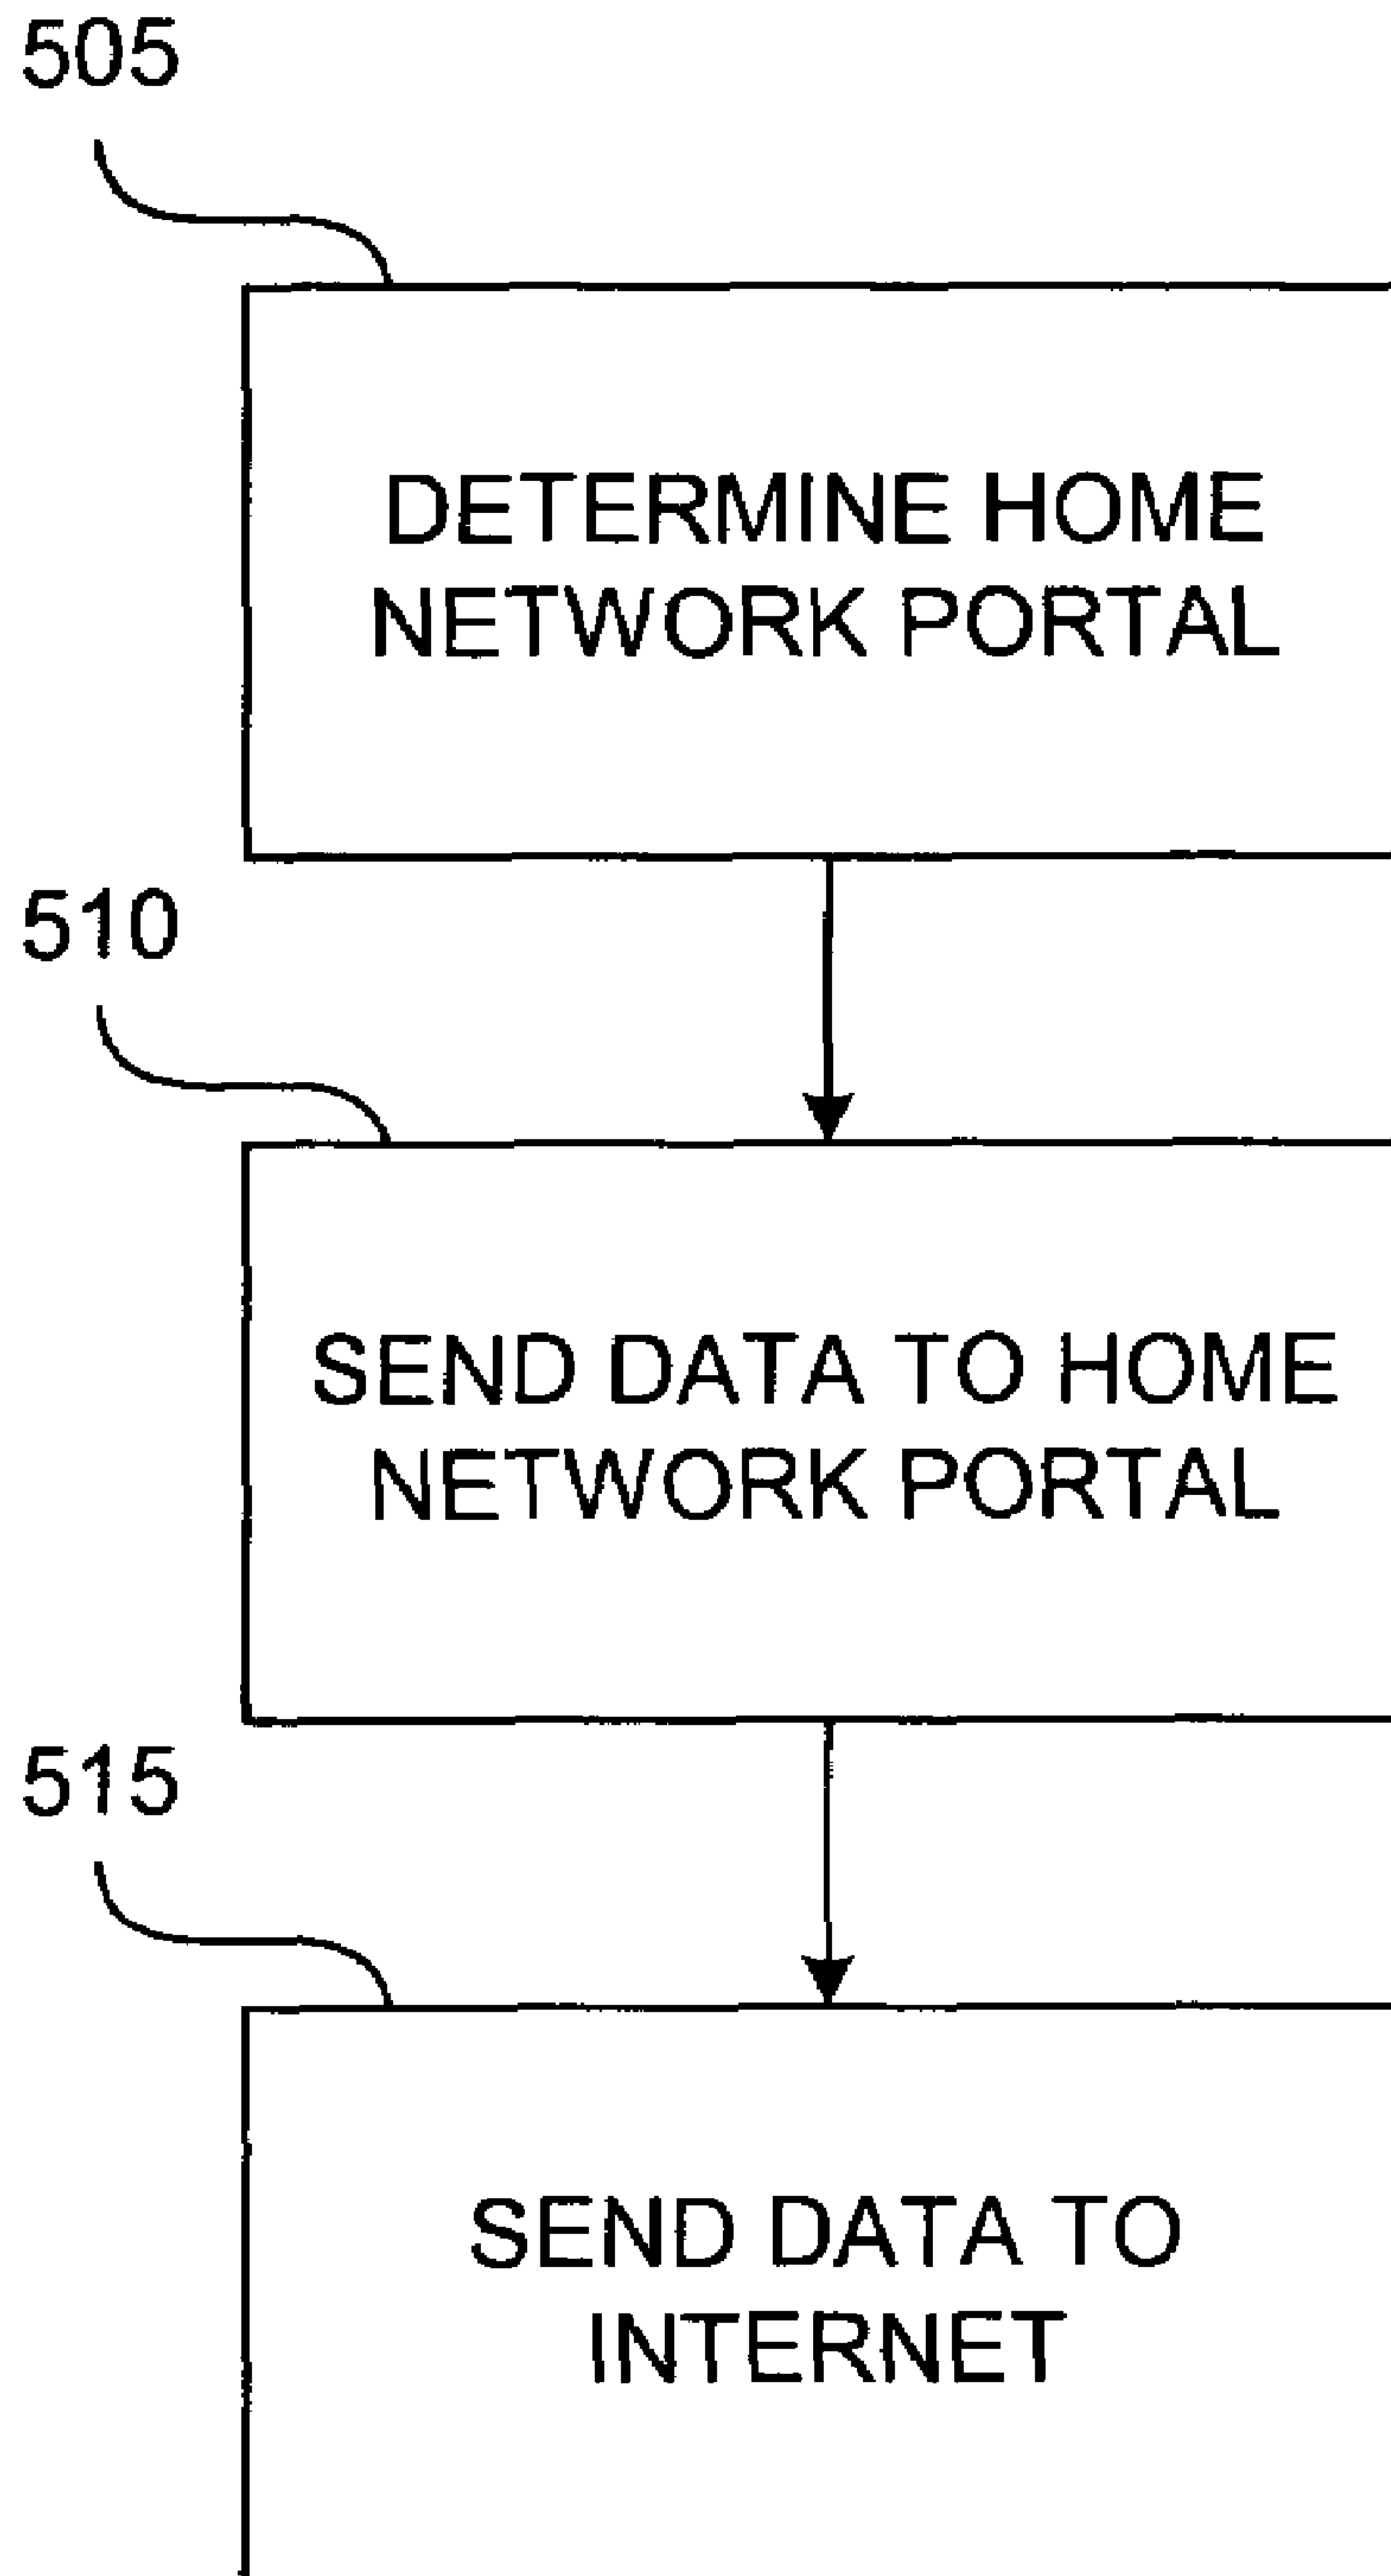 505
DETERMINE HOME
NETWORK PORTAL
510
SEND DATA TO HOME
NETWORK PORTAL
515
SEND DATA TO
INTERNET